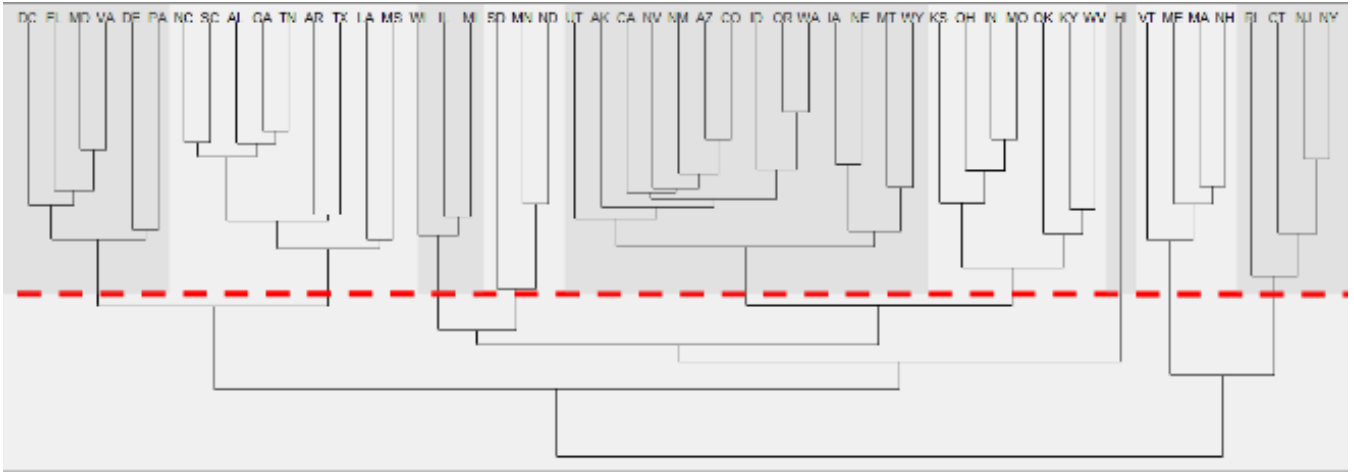 DC FL MD VA DE PA NC SC AL GA TN AR TX LA MS WI IL MI SD MN ND UT AK CA NV NM AZ CO ID OR WA IA NE MT WY KS OH IN MO OK KY WV HI VT ME MA NH RI CT NJ NY